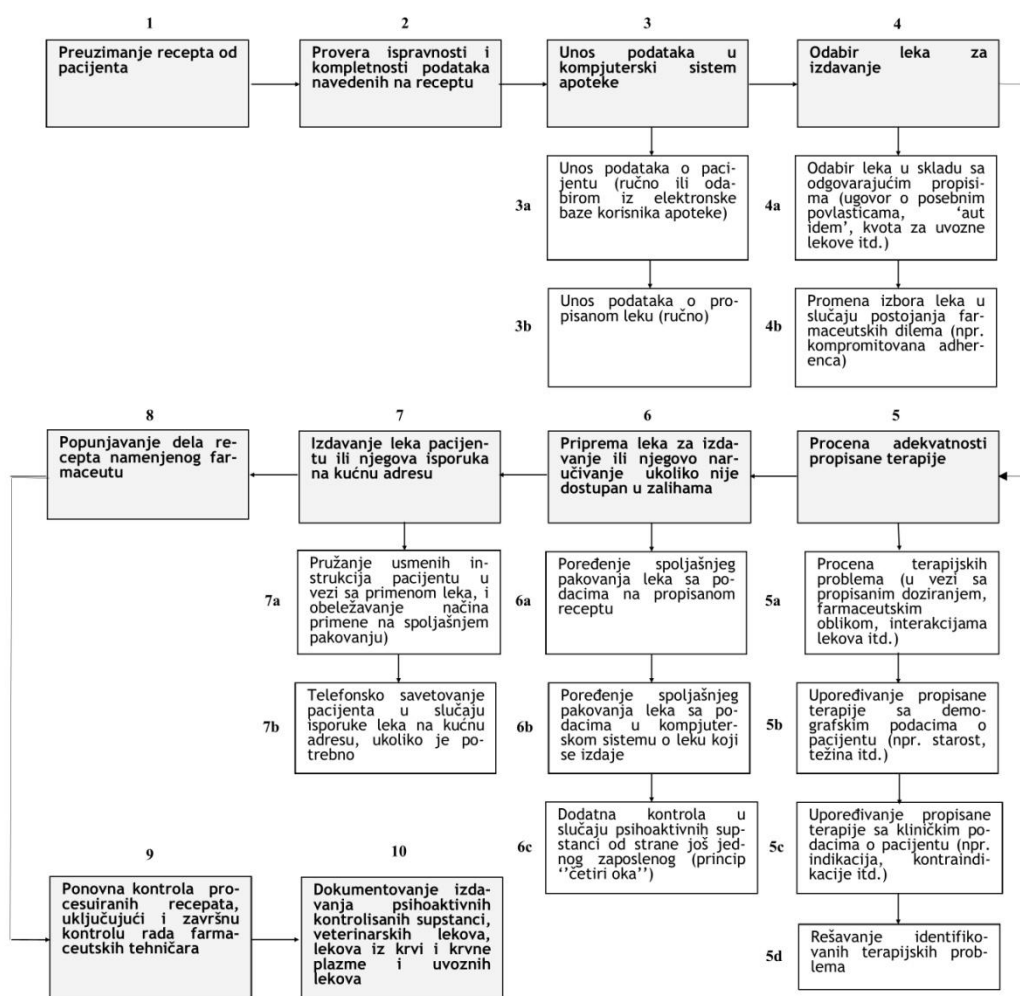 1
Preuzimanje recepta od
pacijenta
2
Provera ispravnosti i
kompletnosti podataka
navedenih na receptu
3
Unos podataka u
kompjuterski sistem
apoteke
4
Odabir leka za
izdavanje
3a
Unos podataka o paci-
jentu (ručno ili oda-
birom iz elektronske
baze korisnika apoteke)
4a
Odabir leka u skladu sa
odgovarajućim propisi-
ma (ugovor o posebnim
povlasticama, ‘aut
idem’, kvota za uvozne
lekove itd.)
3b
Unos podataka o pro-
pisanom leku (ručno)
4b
Promena izbora leka u
slučaju postojanja far-
maceutskih dilema (npr.
kompromitovana adher-
enca)
8
Popunjavanje dela re-
cepta namenjenog far-
maceutu
7
Izdavanje leka pacijen-
tu ili njegova isporuka
na kućnu adresu
6
Priprema leka za izda-
vanje ili njegovo na-
ručivanje ukoliko nije
dostupan u zalihama
5
Procena adekvatnosti
propisane terapije
7a
Pružanje usmenih in-
strukcija pacijentu u
vezi sa primenom leka, i
obeležavanje načina
primene na spoljašnjem
pakovanju)
6a
Poređenje spoljašnjeg
pakovanja leka sa po-
dacima na propisanom
receptu
5a
Procena terapijskih
problema (u vezi sa
propisanim doziranjem,
farmaceutskim
oblikom, interakcijama
lekova itd.)
7b
Telefonsko savetovanje
pacijenta u slučaju
isporuke leka na kućnu
adresu, ukoliko je po-
trebno
6b
Poređenje spoljašnjeg
pakovanja leka sa po-
dacima u kompjuter-
skom sistemu o leku koji
se izdaje
5b
Upoređivanje propisane
terapije sa demo-
grafskim podacima o
pacijentu (npr. starost,
težina itd.)
6c
Dodatna kontrola u
slučaju psihoaktivnih sup-
stanci od strane još jed-
nog zaposlenog (princip
‘‘četiri oka’’)
5c
Upoređivanje propisane
terapije sa kliničkim po-
dacima o pacijentu (npr.
indikacija, kontraindi-
kacije itd.)
9
Ponovna kontrola pro-
cesuiranih recepata,
uključujući i završnu
kontrolu rada farma-
ceutskih tehničara
10
Dokumentovanje izda-
vanja psihoaktivnih
kontrolisanih supstanci,
veterinarskih lekova,
lekova iz krvi i krvne
plazme i uvoznih
lekova
5d
Rešavanje identifiko-
vanih terapijskih prob-
lema